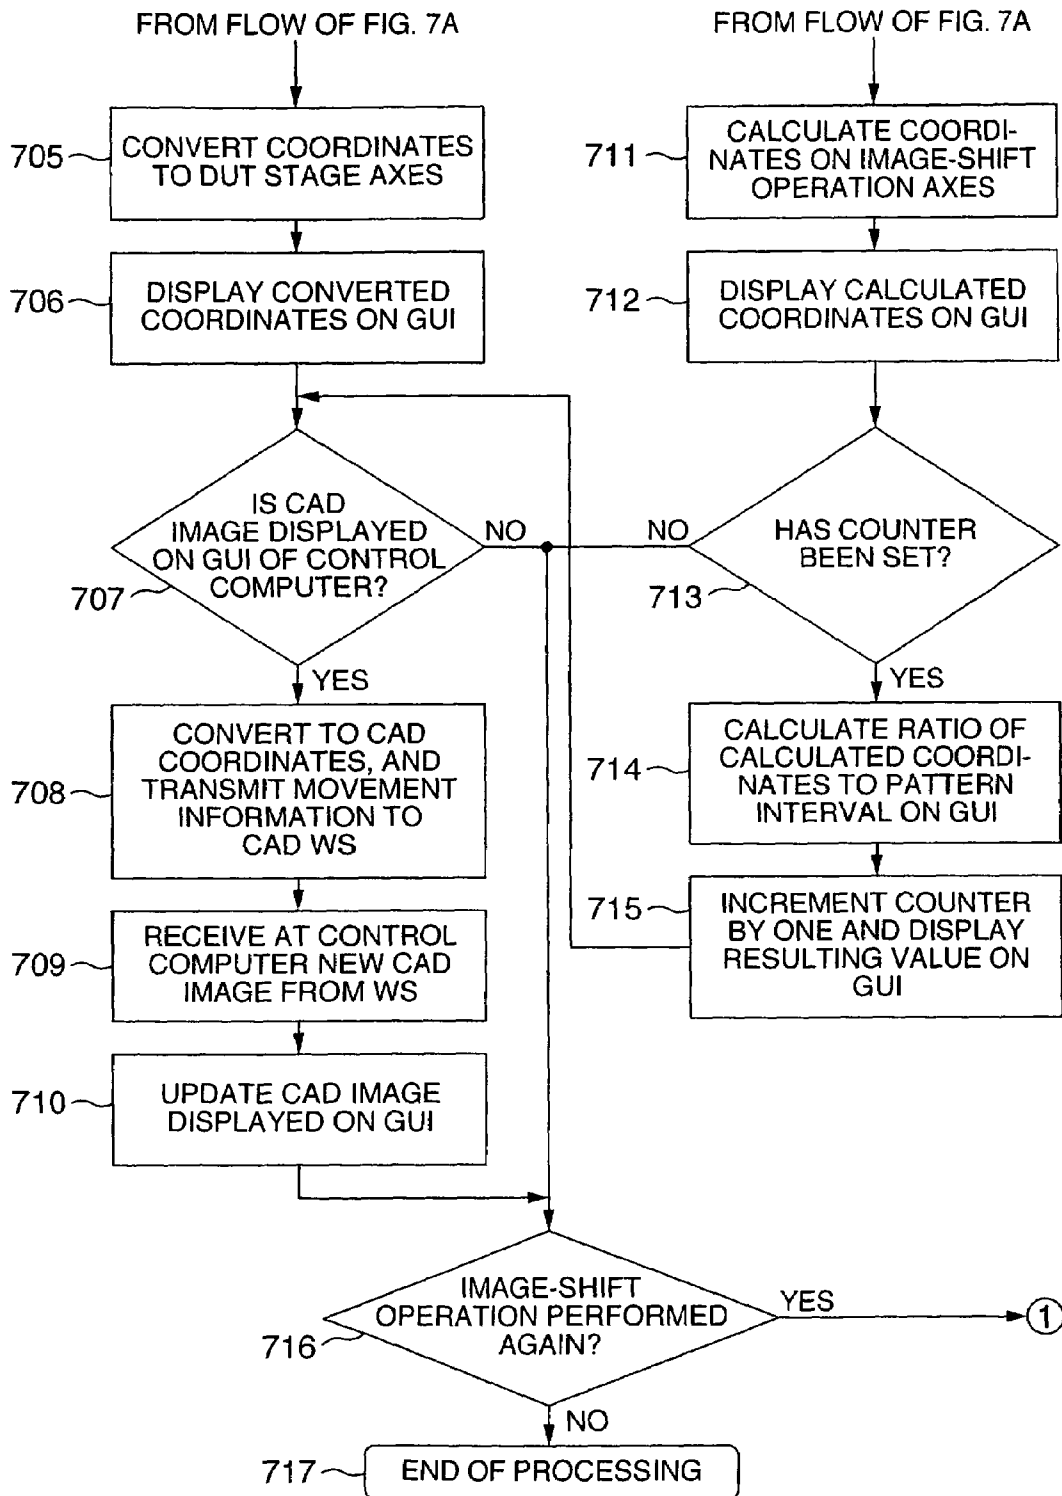 FROM FLOW OF FIG. 7A
705
CONVERT COORDINATES
TO DUT STAGE AXES
706
DISPLAY CONVERTED
COORDINATES ON GUI
IS CAD
IMAGE DISPLAYED
ON GUI OF CONTROL
COMPUTER?
707
NO
YES
708
CONVERT TO CAD
COORDINATES, AND
TRANSMIT MOVEMENT
INFORMATION TO
CAD WS
709
RECEIVE AT CONTROL
COMPUTER NEW CAD
IMAGE FROM WS
710
UPDATE CAD IMAGE
DISPLAYED ON GUI
FROM FLOW OF FIG. 7A
711
CALCULATE COORDI-
NATES ON IMAGE-SHIFT
OPERATION AXES
712
DISPLAY CALCULATED
COORDINATES ON GUI
NO
HAS COUNTER
BEEN SET?
713
YES
714
CALCULATE RATIO OF
CALCULATED COORDI-
NATES TO PATTERN
INTERVAL ON GUI
715
INCREMENT COUNTER
BY ONE AND DISPLAY
RESULTING VALUE ON
GUI
IMAGE-SHIFT
OPERATION PERFORMED
AGAIN?
716
YES
1
NO
717
END OF PROCESSING